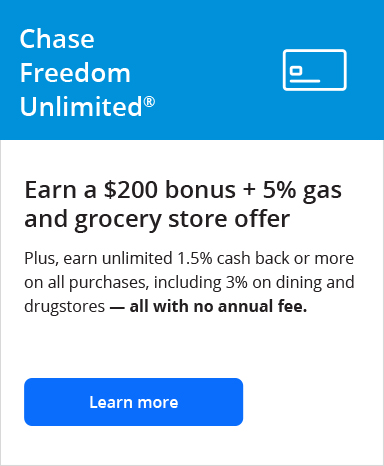 Chase
Freedom
Unlimited®
Earn a $200 bonus + 5% gas
and grocery store offer
Plus, earn unlimited 1.5% cash back or more
on all purchases, including 3% on dining and
drugstores — all with no annual fee.
Learn more